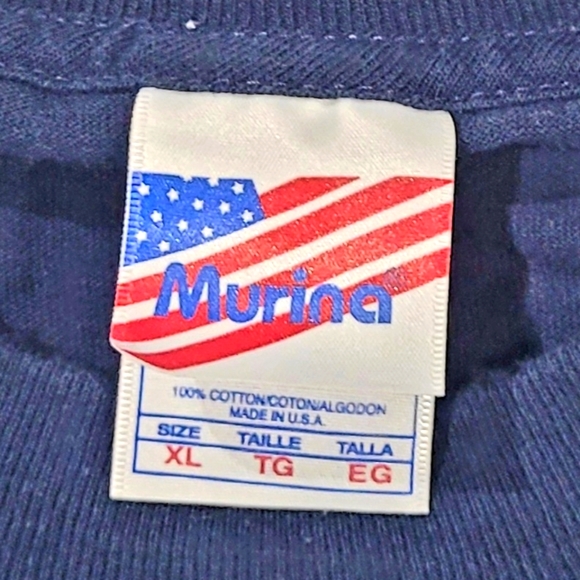 Murina
100% COTTON/COTON/ALGODON
MADE IN U.S.A.
SIZE TAILLE TALLA
XL TG EG